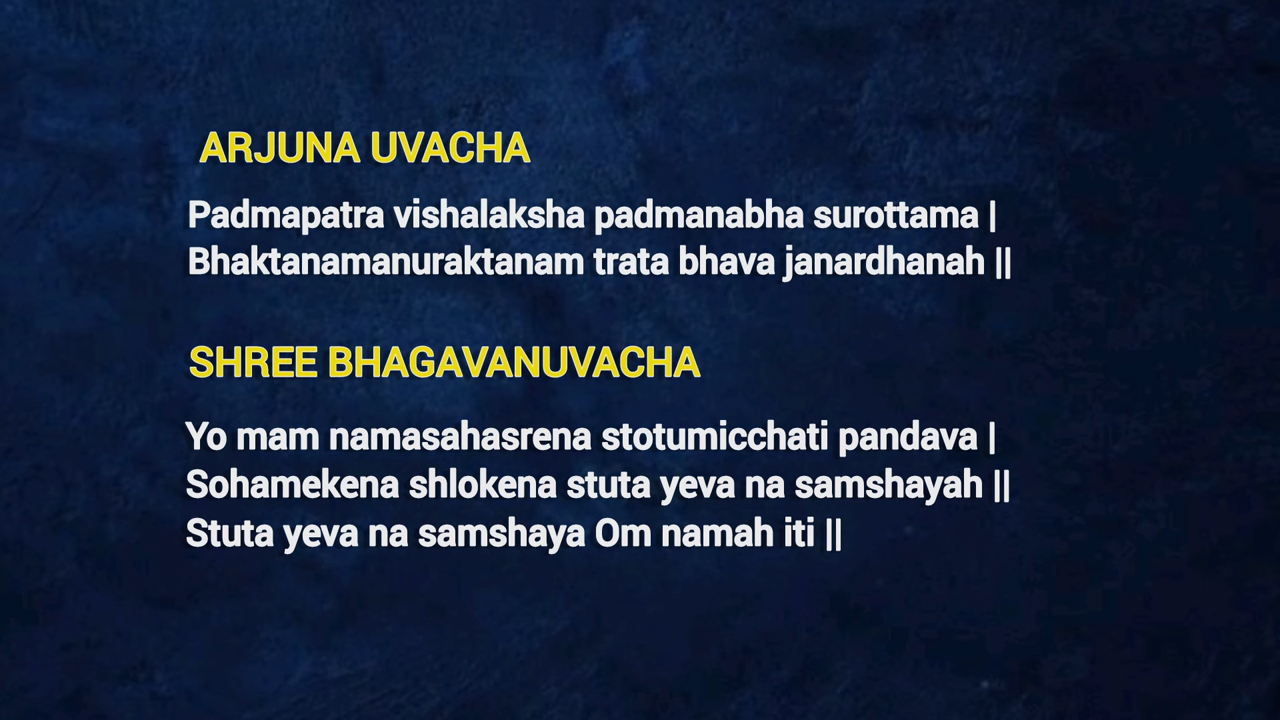 ARJUNA UVACHA
Padmapatra vishalaksha padmanabha surottama |
Bhaktanamanuraktanam trata bhava janardhanah ||
SHREE BHAGAVANUVACHA
Yo mam namasahasrena stotumicchati pandava |
Sohamekena shlokena stuta yeva na samshayah ||
Stuta yeva na samshaya Om namah iti ||